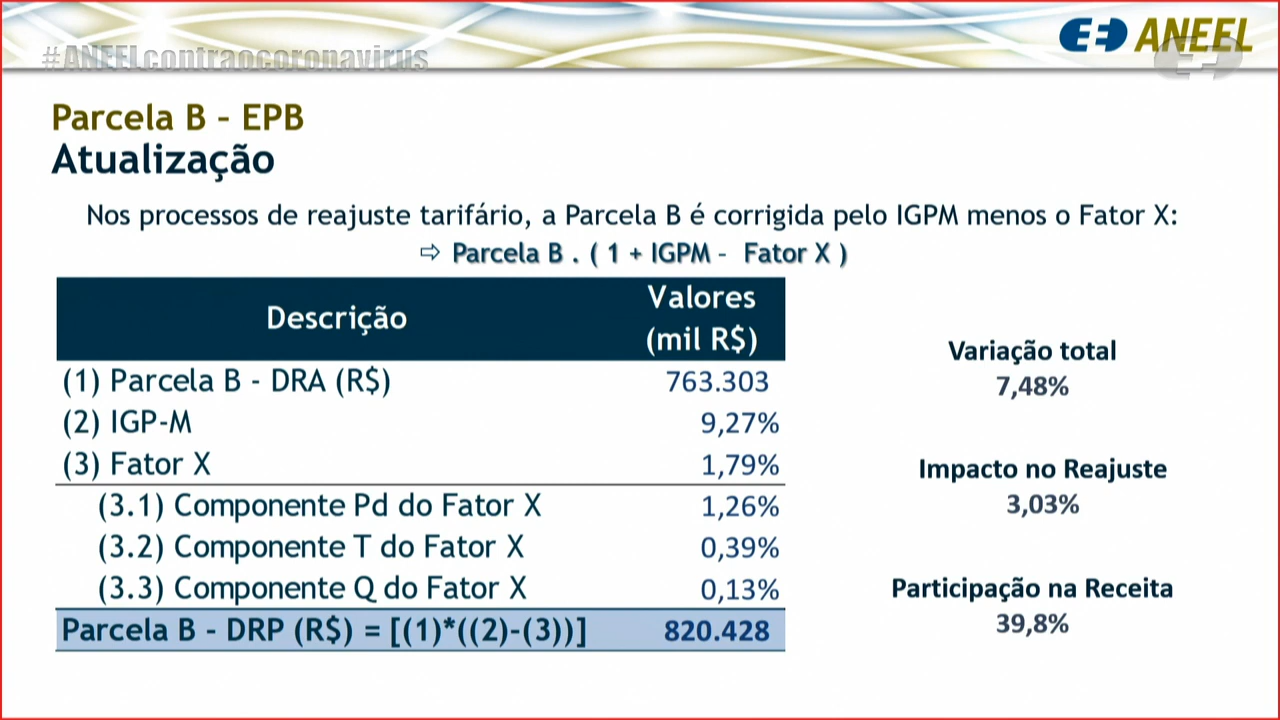 #ANEELcontraocoronavirus
ANEEL
Parcela B – EPB
Atualização
Nos processos de reajuste tarifário, a Parcela B é corrigida pelo IGPM menos o Fator X:
⇨ Parcela B . ( 1 + IGPM – Fator X )
Descrição
Valores
(mil R$)
(1) Parcela B - DRA (R$) 763.303
(2) IGP-M 9,27%
(3) Fator X 1,79%
(3.1) Componente Pd do Fator X 1,26%
(3.2) Componente T do Fator X 0,39%
(3.3) Componente Q do Fator X 0,13%
Parcela B - DRP (R$) = [(1)*((2)-(3))] 820.428
Variação total
7,48%
Impacto no Reajuste
3,03%
Participação na Receita
39,8%